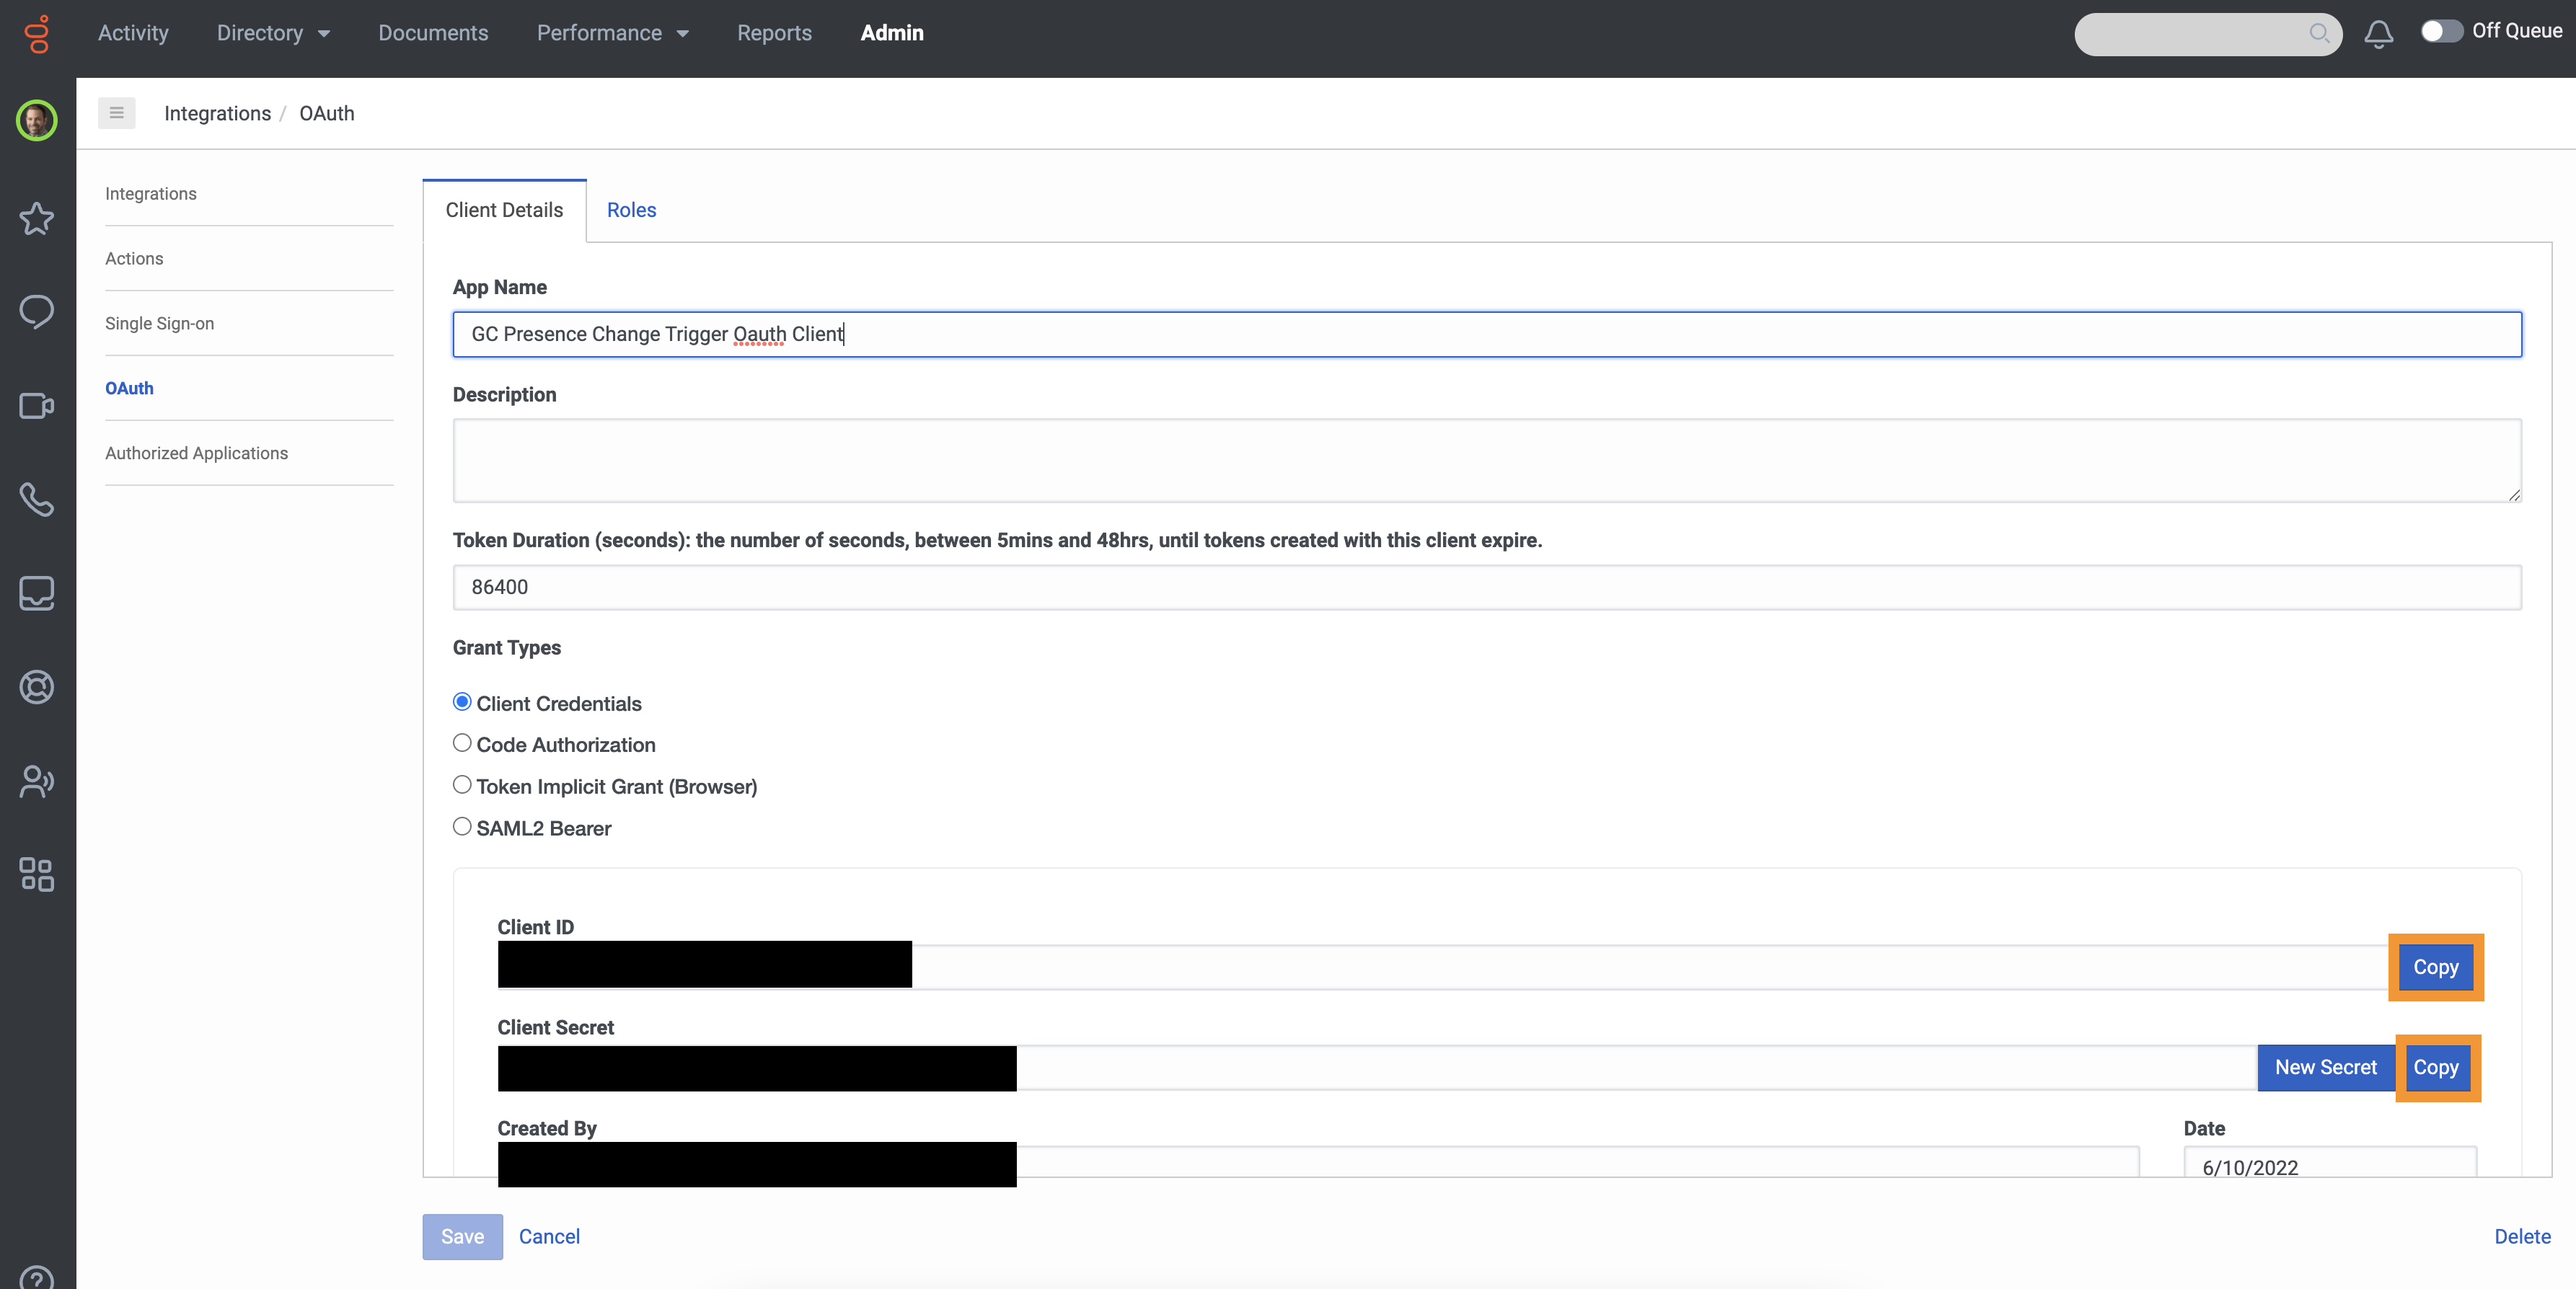 Activity Directory Documents Performance Reports Admin Off Queue
Integrations / OAuth
Integrations
Actions
Single Sign-on
OAuth
Authorized Applications
Client Details Roles
App Name
GC Presence Change Trigger Oauth Client
Description
Token Duration (seconds): the number of seconds, between 5mins and 48hrs, until tokens created with this client expire.
86400
Grant Types
Client Credentials
Code Authorization
Token Implicit Grant (Browser)
SAML2 Bearer
Client ID
Copy
Client Secret
New Secret Copy
Created By Date
6/10/2022
Save Cancel Delete